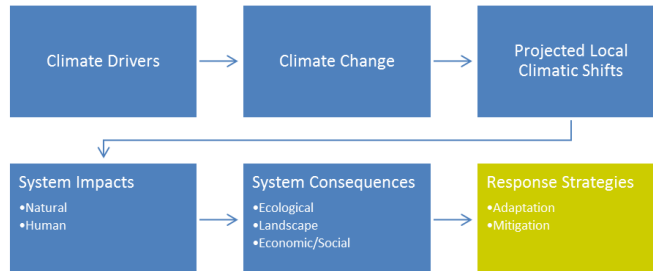 Climate Drivers
Climate Change
Projected Local
Climatic Shifts
System Impacts
•Natural
•Human
System Consequences
•Ecological
•Landscape
•Economic/Social
Response Strategies
•Adaptation
•Mitigation